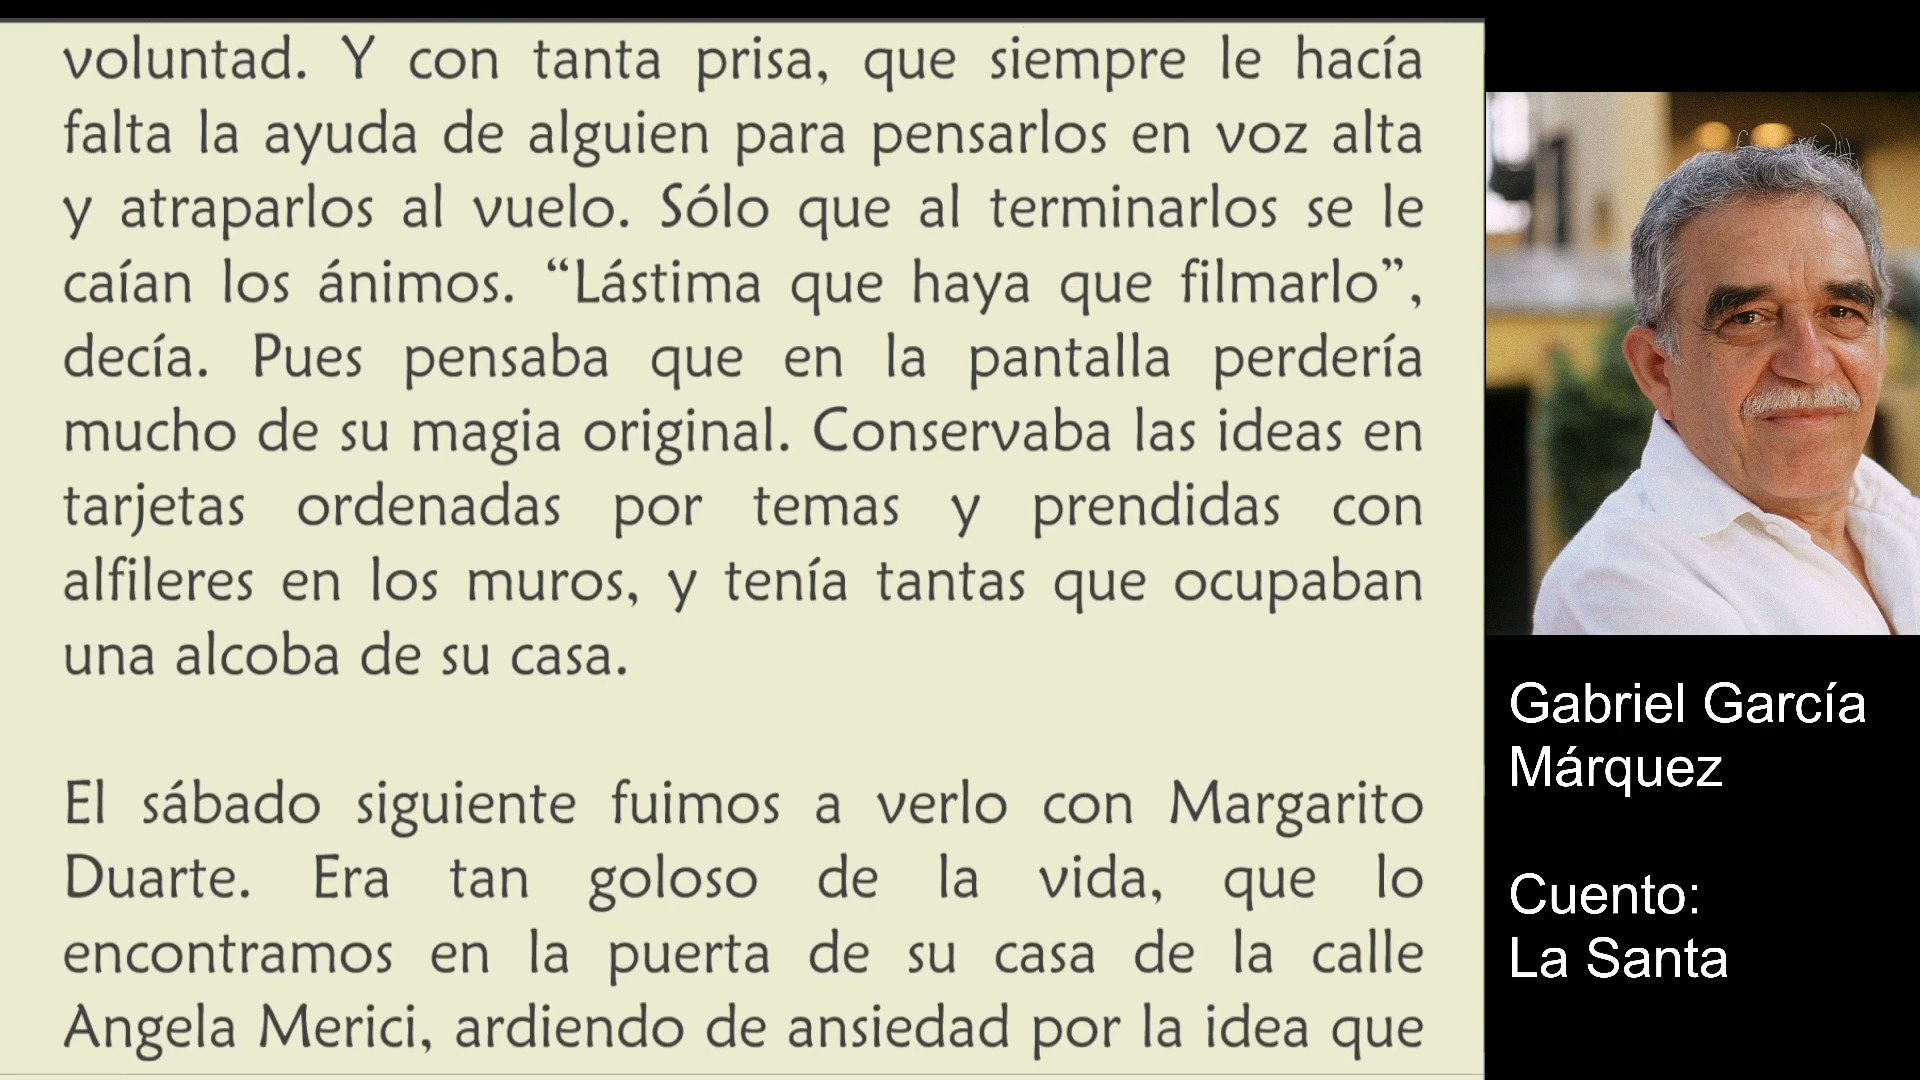 voluntad. Y con tanta prisa, que siempre le hacía
falta la ayuda de alguien para pensarlos en voz alta
y atraparlos al vuelo. Sólo que al terminarlos se le
caían los ánimos. “Lástima que haya que filmarlo”,
decía. Pues pensaba que en la pantalla perdería
mucho de su magia original. Conservaba las ideas en
tarjetas ordenadas por temas y prendidas con
alfileres en los muros, y tenía tantas que ocupaban
una alcoba de su casa.
El sábado siguiente fuimos a verlo con Margarito
Duarte. Era tan goloso de la vida, que lo
encontramos en la puerta de su casa de la calle
Angela Merici, ardiendo de ansiedad por la idea que
Gabriel García
Márquez
Cuento:
La Santa